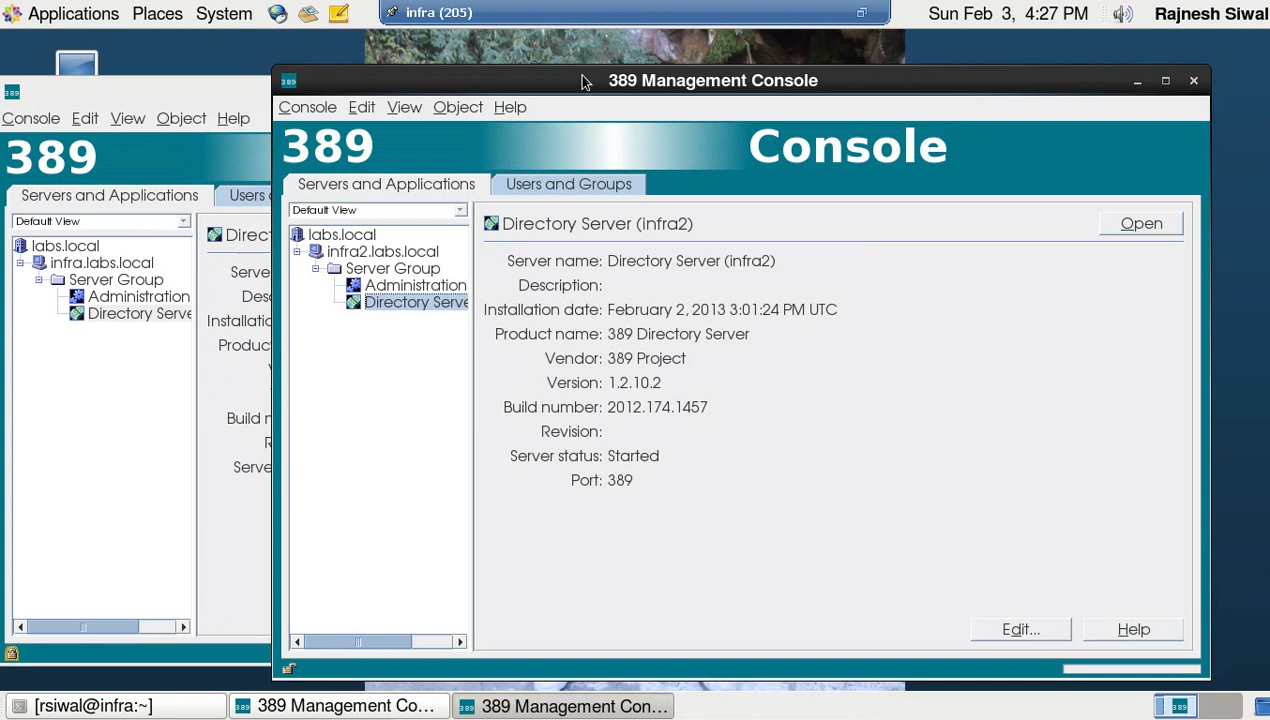 Applications Places System
infra (205)
Sun Feb 3, 4:27 PM
Rajnesh Siwal
389
Console Edit View Object Help
389
Servers and Applications
Default View
labs.local
infra.labs.local
Server Group
Administration
Build
389 Management Console
Console Edit View Object Help
389 Console
Servers and Applications Users and Groups
Default View
labs.local
infra2.labs.local
Server Group
Administration
Directory Serve
Directory Server (infra2)
Open
Server name: Directory Server (infra2)
Description:
Installation date: February 2, 2013 3:01:24 PM UTC
Product name: 389 Directory Server
Vendor: 389 Project
Version: 1.2.10.2
Build number: 2012.174.1457
Revision:
Server status: Started
Port: 389
Edit... Help
[rsiwal@infra:~]
389 Management Co...
389 Management Con...
389